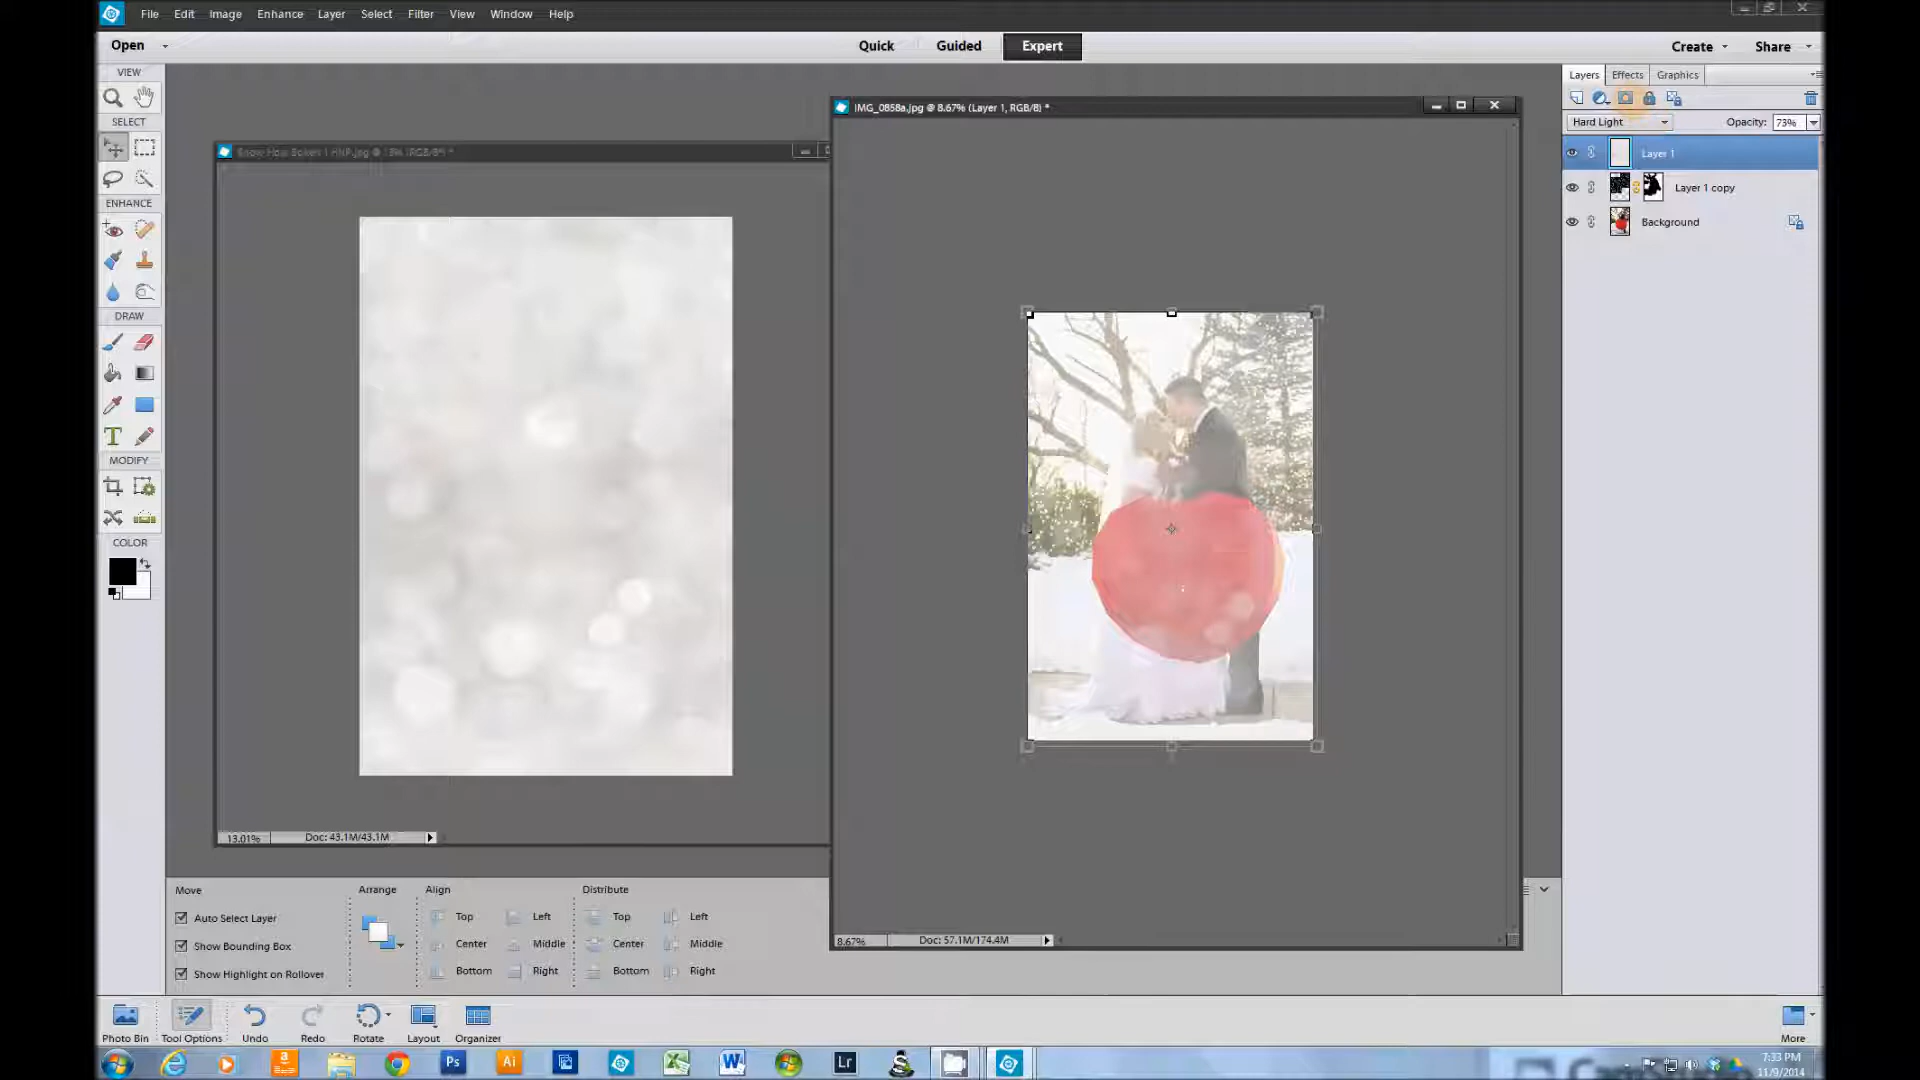 File Edit Image Enhance Layer Select Filter View Window Help
Open Quick Guided Expert Create Share
VIEW
SELECT
ENHANCE
DRAW
MODIFY
COLOR
Snow How Bokeh 1 HNP.jpg @ 13% (RGB/8*) *
13.01% Doc: 43.1M/43.1M
IMG_0858a.jpg @ 8.67% (Layer 1, RGB/8) *
8.67% Doc: 57.1M/174.4M
Layers Effects Graphics
Hard Light Opacity: 73%
Layer 1
Layer 1 copy
Background
Move Arrange Align Distribute
Auto Select Layer Top Left Top Left
Show Bounding Box Center Middle Center Middle
Show Highlight on Rollover Bottom Right Bottom Right
Photo Bin Tool Options Undo Redo Rotate Layout Organizer More
Ps Ai Lr
7:33 PM
11/9/2014